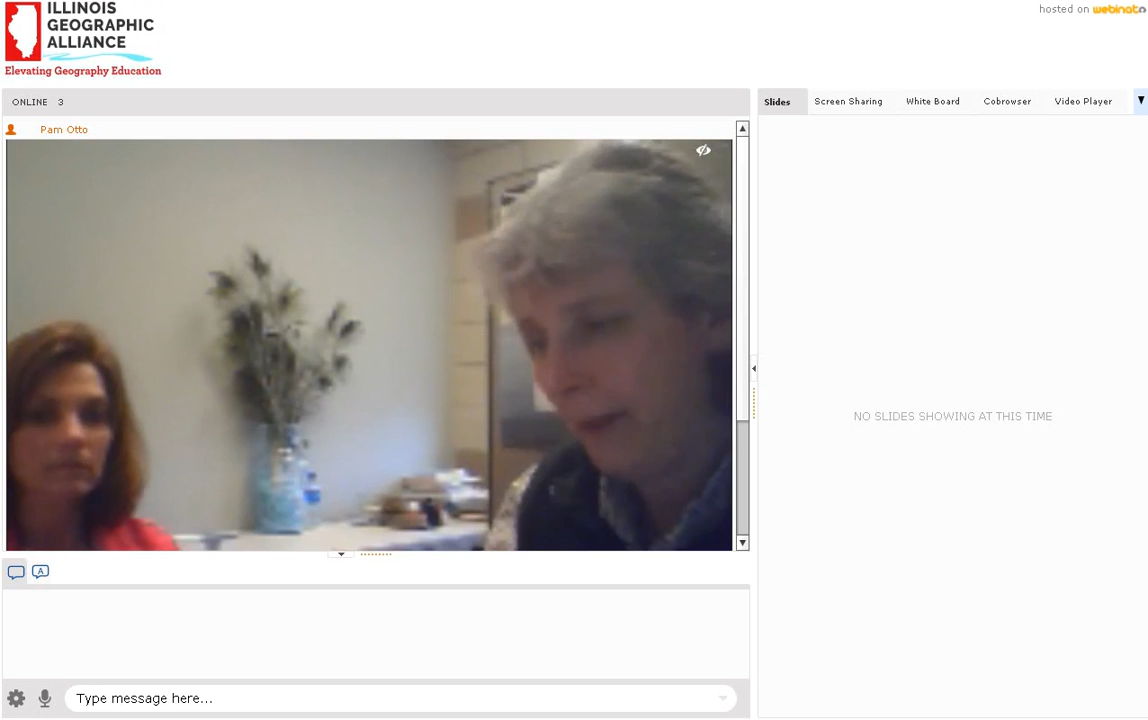 ILLINOIS
GEOGRAPHIC
ALLIANCE
Elevating Geography Education
hosted on webinato
ONLINE 3
Pam Otto
Slides Screen Sharing White Board Cobrowser Video Player
NO SLIDES SHOWING AT THIS TIME
A
Type message here...